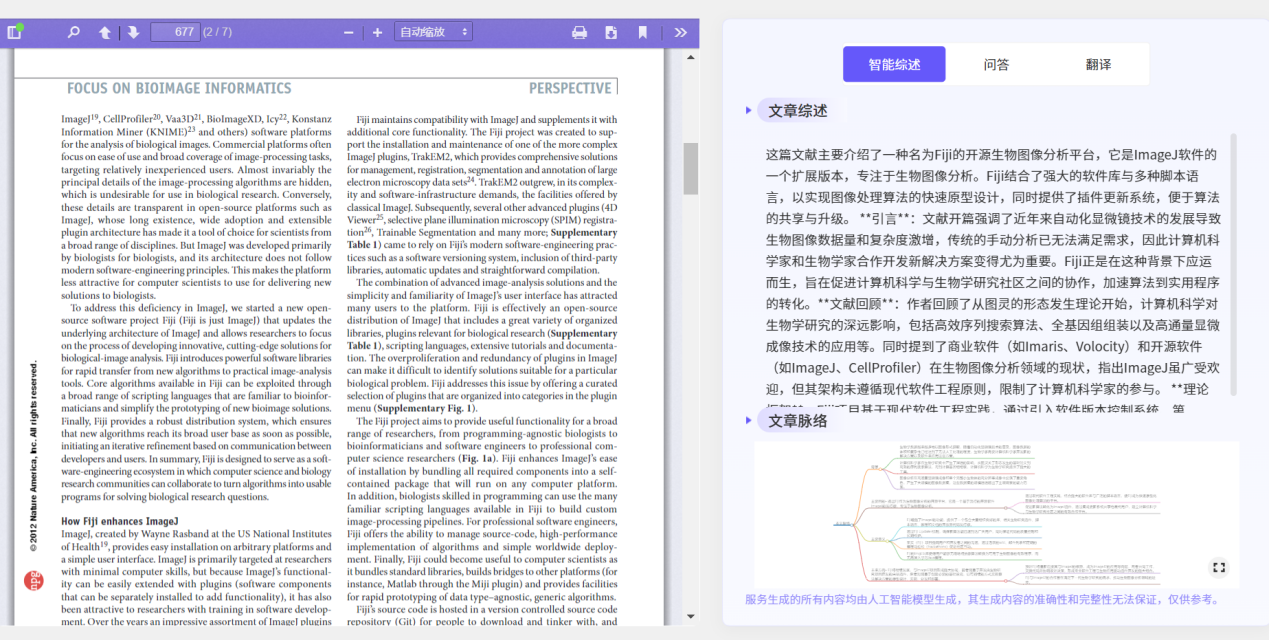 677 (2 / 7)
自动缩放
FOCUS ON BIOIMAGE INFORMATICS
PERSPECTIVE
ImageJ19, CellProfiler20, Vaa3D21, BioImageXD, Icy22, Konstanz
Information Miner (KNIME)23 and others) software platforms
for the analysis of biological images. Commercial platforms often
focus on ease of use and broad coverage of image-processing tasks,
targeting relatively inexperienced users. Almost invariably the
principal details of the image-processing algorithms are hidden,
which is undesirable for use in biological research. Conversely,
these details are transparent in open-source platforms such as
ImageJ, whose long existence, wide adoption and extensible
plugin architecture has made it a tool of choice for scientists from
a broad range of disciplines. But ImageJ was developed primarily
by biologists for biologists, and its architecture does not follow
modern software-engineering principles. This makes the platform
less attractive for computer scientists to use for delivering new
solutions to biologists.
To address this deficiency in ImageJ, we started a new open-
source software project Fiji (Fiji is just ImageJ) that updates the
underlying architecture of ImageJ and allows researchers to focus
on the process of developing innovative, cutting-edge solutions for
biological-image analysis. Fiji introduces powerful software libraries
for rapid transfer from new algorithms to practical image-analysis
tools. Core algorithms available in Fiji can be exploited through
a broad range of scripting languages that are familiar to bioinfor-
maticians and simplify the prototyping of new bioimage solutions.
Finally, Fiji provides a robust distribution system, which ensures
that new algorithms reach its broad user base as soon as possible,
initiating an iterative refinement based on communication between
developers and users. In summary, Fiji is designed to serve as a soft-
ware-engineering ecosystem in which computer science and biology
research communities can collaborate to turn algorithms into usable
programs for solving biological research questions.
How Fiji enhances ImageJ
ImageJ, created by Wayne Rasband at the US National Institutes
of Health19, provides easy installation on arbitrary platforms and
a simple user interface. ImageJ is primarily targeted at researchers
with minimal computer skills, but because ImageJ's functional-
ity can be easily extended with plugins (software components
that can be separately installed to add functionality), it has also
been attractive to researchers with training in software develop-
ment. Over the years an impressive assortment of ImageJ plugins
Fiji maintains compatibility with ImageJ and supplements it with
additional core functionality. The Fiji project was created to sup-
port the installation and maintenance of one of the more complex
ImageJ plugins, TrakEM2, which provides comprehensive solutions
for management, registration, segmentation and annotation of large
electron microscopy data sets24. TrakEM2 outgrew, in its complex-
ity and software-infrastructure demands, the facilities offered by
classical ImageJ. Subsequently, several other advanced plugins (4D
Viewer25, selective plane illumination microscopy (SPIM) registra-
tion26, Trainable Segmentation and many more; Supplementary
Table 1) came to rely on Fiji's modern software-engineering prac-
tices such as a software versioning system, inclusion of third-party
libraries, automatic updates and straightforward compilation.
The combination of advanced image-analysis solutions and the
simplicity and familiarity of ImageJ's user interface has attracted
many users to the platform. Fiji is effectively an open-source
distribution of ImageJ that includes a great variety of organized
libraries, plugins relevant for biological research (Supplementary
Table 1), scripting languages, extensive tutorials and documenta-
tion. The overproliferation and redundancy of plugins in ImageJ
can make it difficult to identify solutions suitable for a particular
biological problem. Fiji addresses this issue by offering a curated
selection of plugins that are organized into categories in the plugin
menu (Supplementary Fig. 1).
The Fiji project aims to provide useful functionality for a broad
range of researchers, from programming-agnostic biologists to
bioinformaticians and software engineers to professional com-
puter science researchers (Fig. 1a). Fiji enhances ImageJ's ease
of installation by bundling all required components into a self-
contained package that will run on any computer platform.
In addition, biologists skilled in programming can use the many
familiar scripting languages available in Fiji to build custom
image-processing pipelines. For professional software engineers,
Fiji offers the ability to manage source-code, high-performance
implementation of algorithms and simple worldwide deploy-
ment. Finally, Fiji could become useful to computer scientists as
it bundles standard libraries, builds bridges to other platforms (for
instance, Matlab through the Miji plugin) and provides facilities
for rapid prototyping of data type–agnostic, generic algorithms.
Fiji's source code is hosted in a version controlled source code
repository (Git) for people to download and tinker with, and
© 2012 Nature America, Inc. All rights reserved.
npg
智能综述
问答
翻译
文章综述
这篇文献主要介绍了一种名为Fiji的开源生物图像分析平台，它是ImageJ软件的
一个扩展版本，专注于生物图像分析。Fiji结合了强大的软件库与多种脚本语
言，以实现图像处理算法的快速原型设计，同时提供了插件更新系统，便于算法
的共享与升级。 **引言**：文献开篇强调了近年来自动化显微镜技术的发展导致
生物图像数据量和复杂度激增，传统的手动分析已无法满足需求，因此计算机科
学家和生物学家合作开发新解决方案变得尤为重要。Fiji正是在这种背景下应运
而生，旨在促进计算机科学与生物学研究社区之间的协作，加速算法到实用程序
的转化。 **文献回顾**：作者回顾了从图灵的形态发生理论开始，计算机科学对
生物学研究的深远影响，包括高效序列搜索算法、全基因组组装以及高通量显微
成像技术的应用等。同时提到了商业软件（如Imaris、Volocity）和开源软件
（如ImageJ、CellProfiler）在生物图像分析领域的现状，指出ImageJ虽广受欢
迎，但其架构未遵循现代软件工程原则，限制了计算机科学家的参与。 **理论
框架**：Fiji项目基于现代软件工程实践，通过引入软件版本控制系统、第
文章脉络
服务生成的所有内容均由人工智能模型生成，其生成内容的准确性和完整性无法保证，仅供参考。